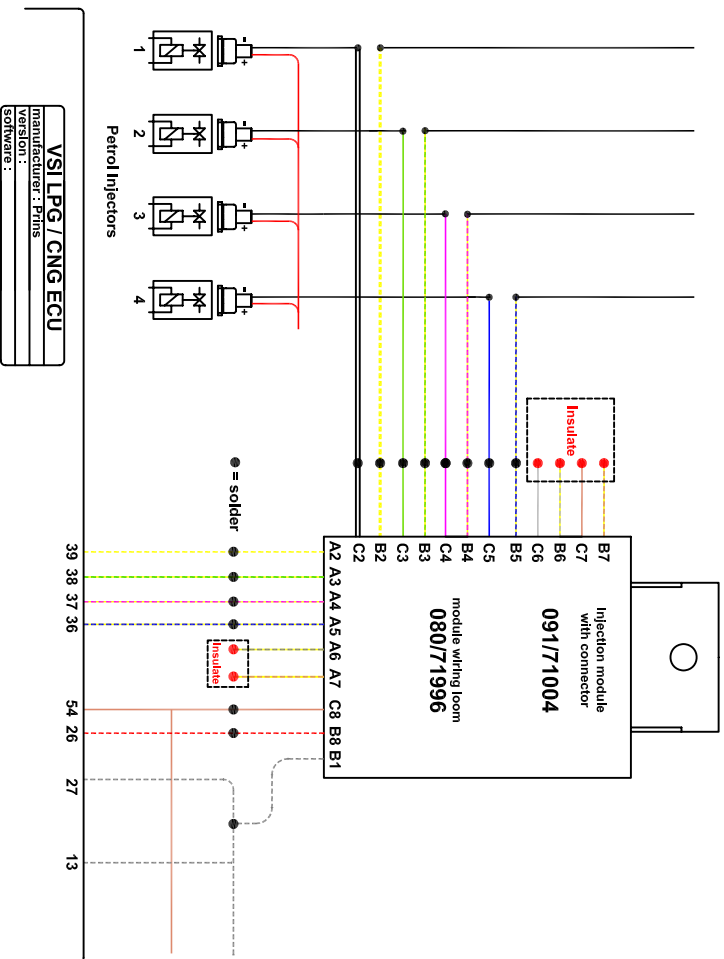 1
2
3
4
Petrol Injectors
VSI LPG / CNG ECU
manufacturer : Prins
version :
software :
Insulate
= solder
C2
B2
C3
B3
C4
B4
C5
B5
C6
B6
C7
B7
A2
A3
A4
A5
A6
A7
C8
B8
B1
Injection module
with connector
091/71004
module wiring loom
080/71996
Insulate
39
38
37
36
54
26
27
13